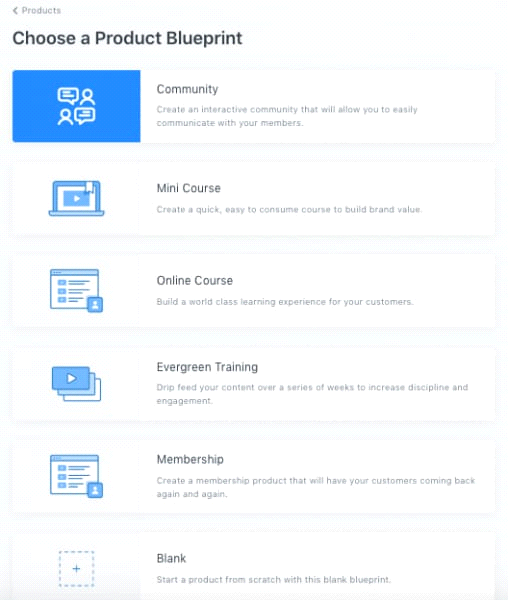 Products
Choose a Product Blueprint
Community
Create an interactive community that will allow you to easily
communicate with your members.
Mini Course
Create a quick, easy to consume course to build brand value.
Online Course
Build a world class learning experience for your customers.
Evergreen Training
Drip feed your content over a series of weeks to increase discipline and
engagement.
Membership
Create a membership product that will have your customers coming back
again and again.
Blank
Start a product from scratch with this blank blueprint.